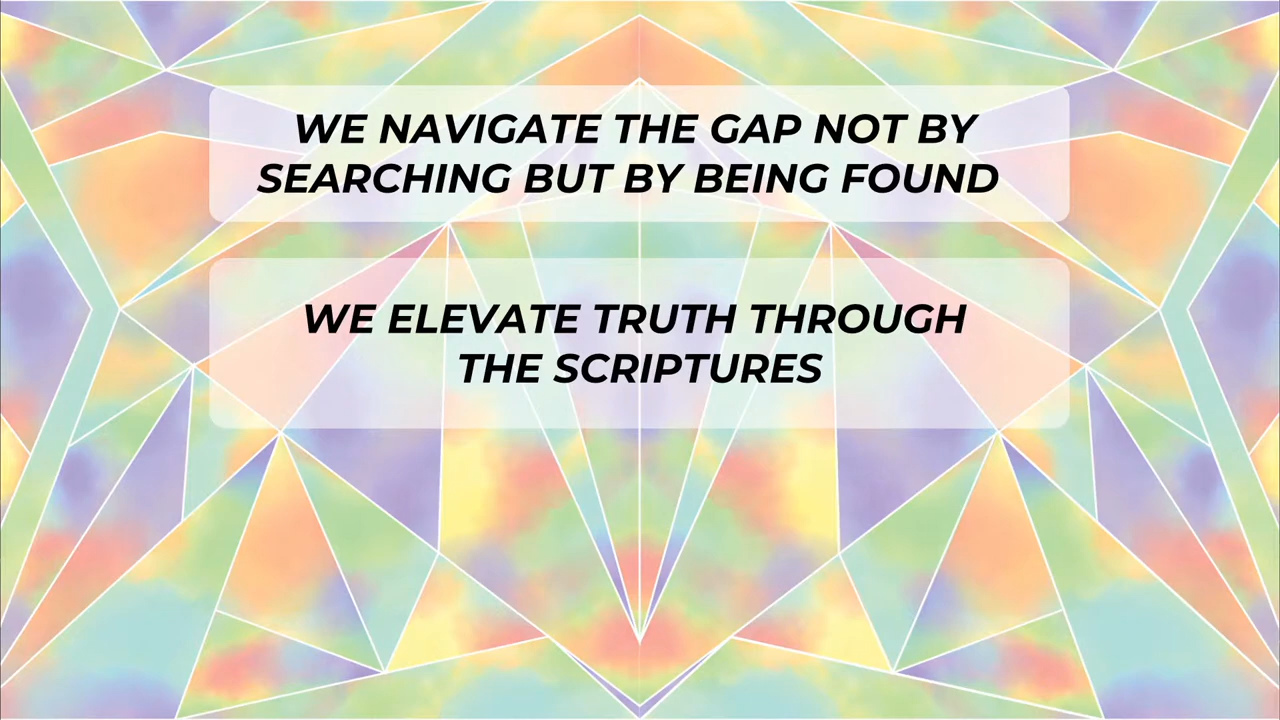 WE NAVIGATE THE GAP NOT BY
SEARCHING BUT BY BEING FOUND
WE ELEVATE TRUTH THROUGH
THE SCRIPTURES